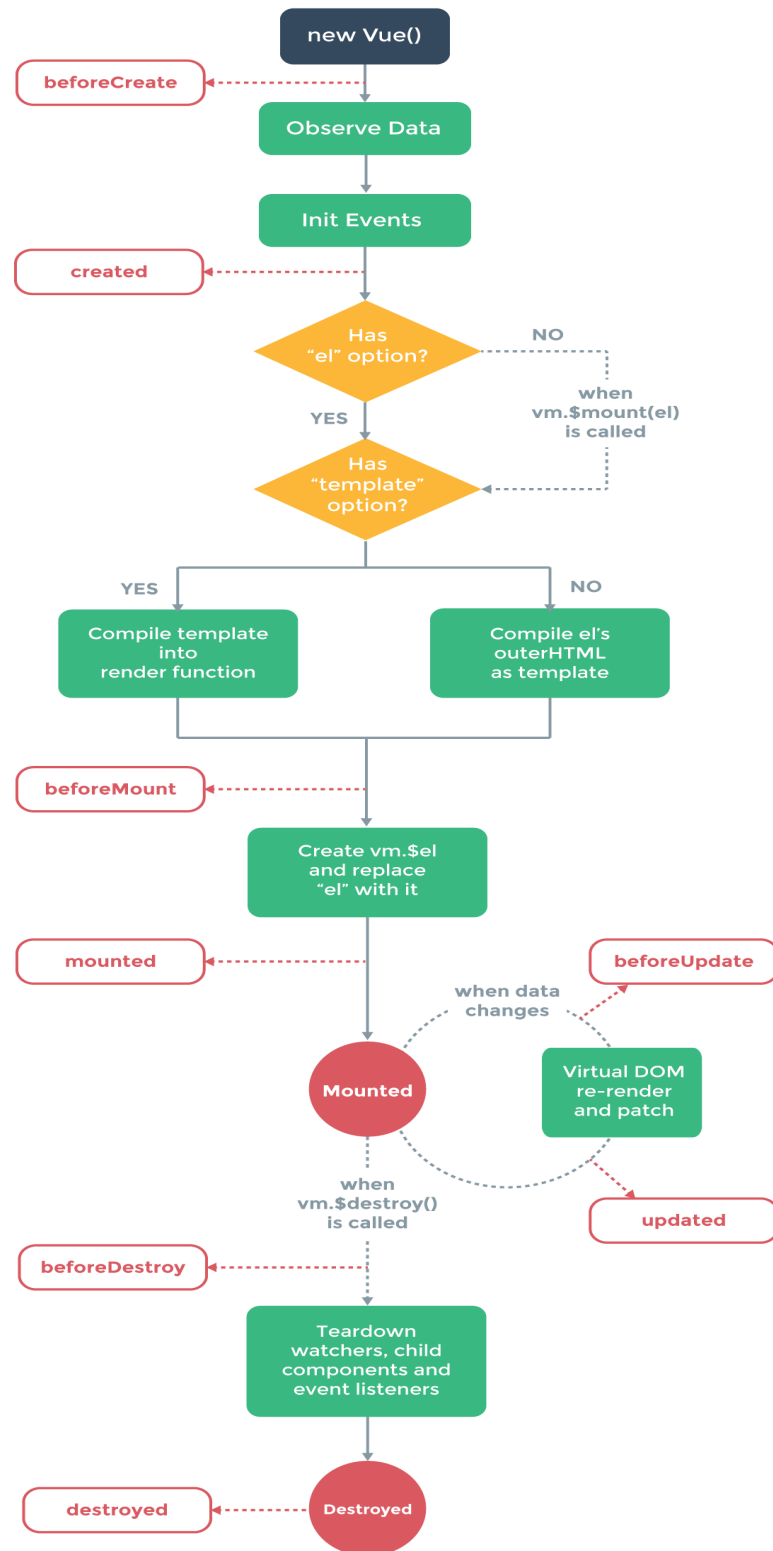 new Vue()
beforeCreate
Observe Data
Init Events
created
Has
“el” option?
NO
when
vm.$mount(el)
is called
YES
Has
“template”
option?
YES
NO
Compile template
into
render function
Compile el’s
outerHTML
as template
beforeMount
Create vm.$el
and replace
“el” with it
mounted
beforeUpdate
when data
changes
Mounted
Virtual DOM
re-render
and patch
when
vm.$destroy()
is called
updated
beforeDestroy
Teardown
watchers, child
components and
event listeners
destroyed
Destroyed